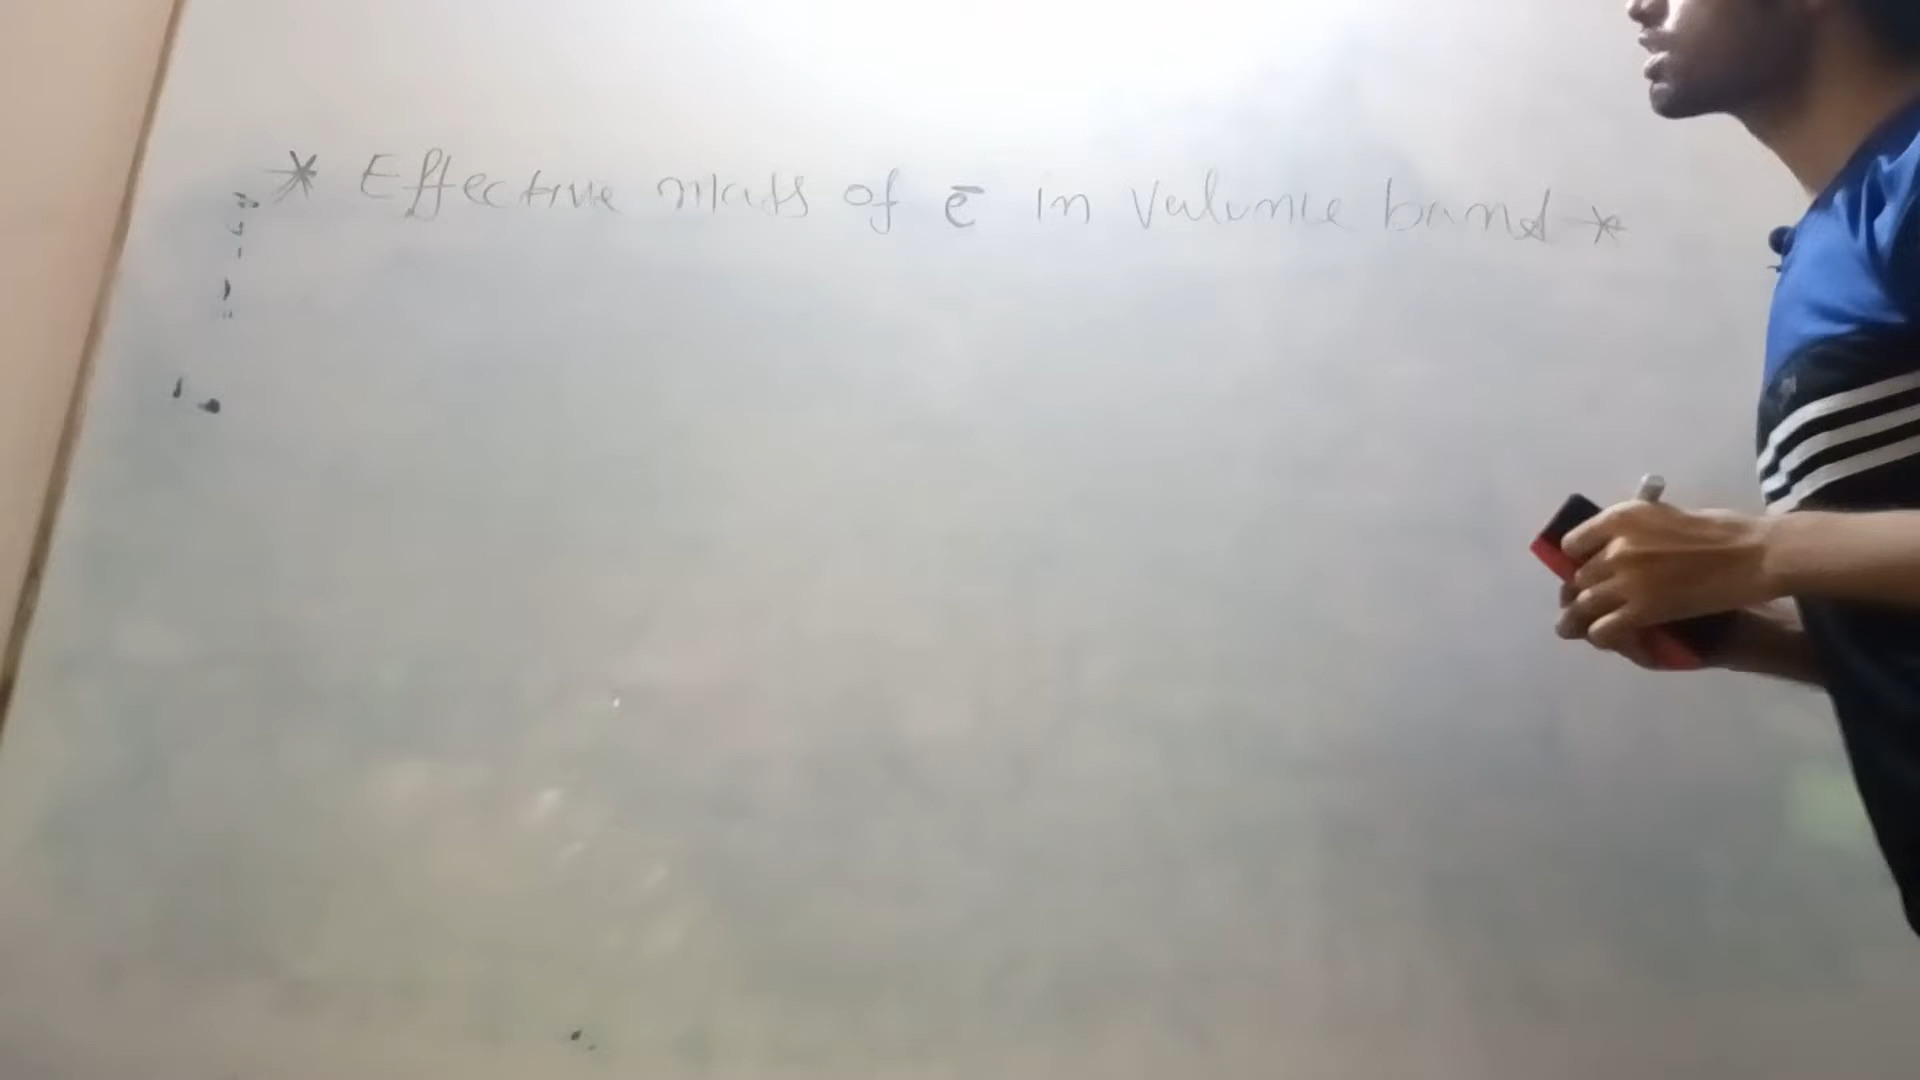 * Effective mass of ē in Valence band *